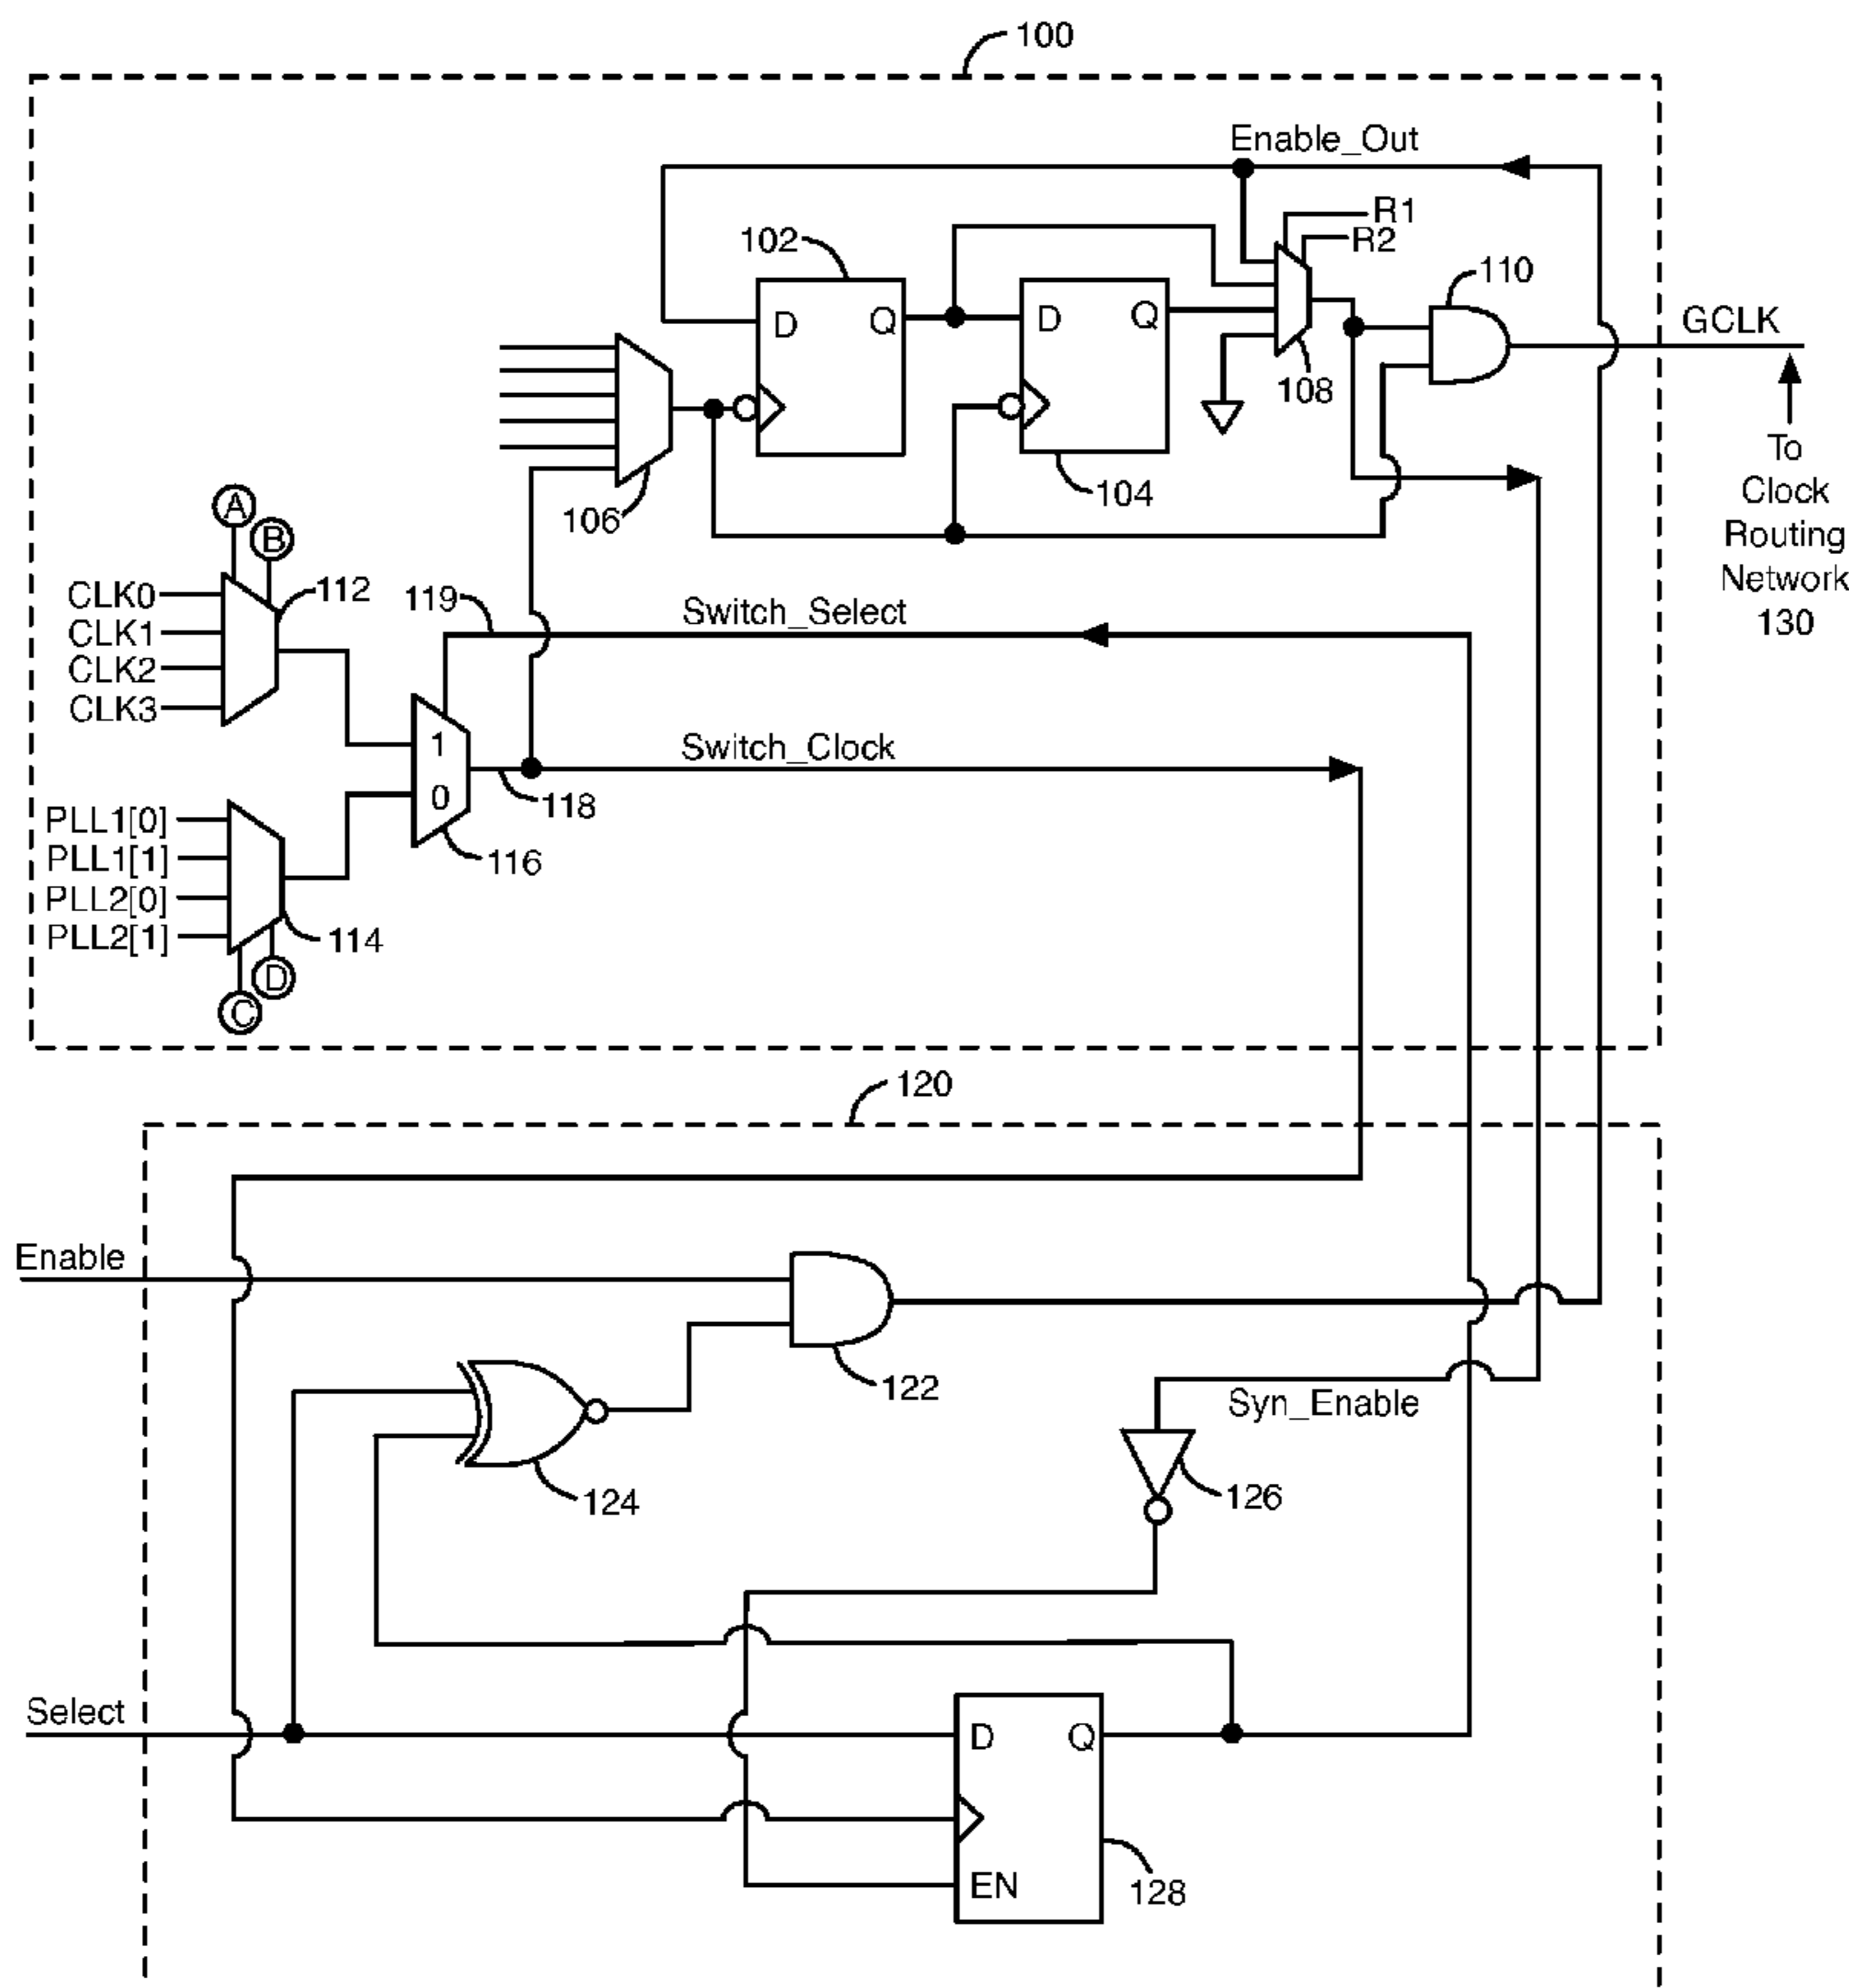 100
Enable_Out
R1
R2
102
110
D
Q
D
Q
GCLK
108
To
Clock
Routing
Network
130
104
106
A
B
CLK0
CLK1
CLK2
CLK3
112
119
Switch_Select
1
0
Switch_Clock
118
116
PLL1[0]
PLL1[1]
PLL2[0]
PLL2[1]
114
D
C
120
Enable
122
124
Syn_Enable
126
Select
D
Q
EN
128